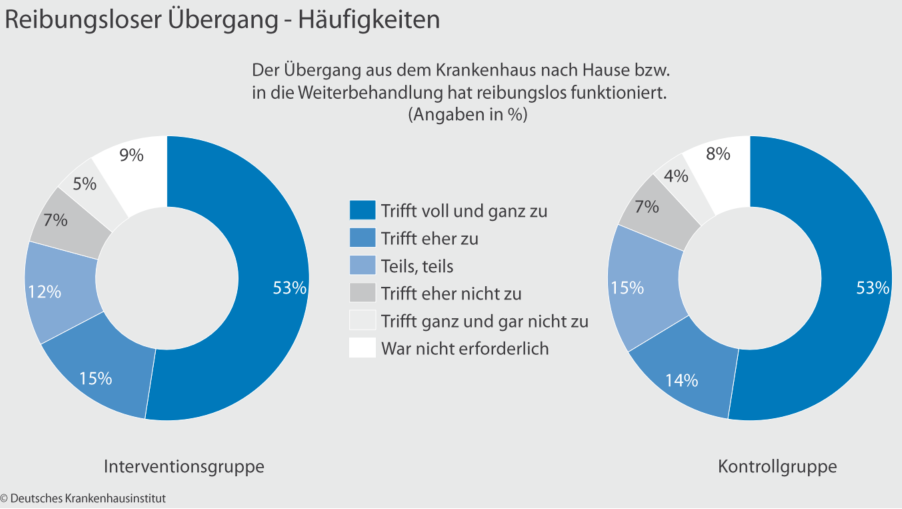 Reibungsloser Übergang - Häufigkeiten
Der Übergang aus dem Krankenhaus nach Hause bzw.
in die Weiterbehandlung hat reibungslos funktioniert.
(Angaben in %)
9%
5%
7%
12%
15%
53%
Trifft voll und ganz zu
Trifft eher zu
Teils, teils
Trifft eher nicht zu
Trifft ganz und gar nicht zu
War nicht erforderlich
8%
4%
7%
15%
14%
53%
Interventionsgruppe
Kontrollgruppe
© Deutsches Krankenhausinstitut